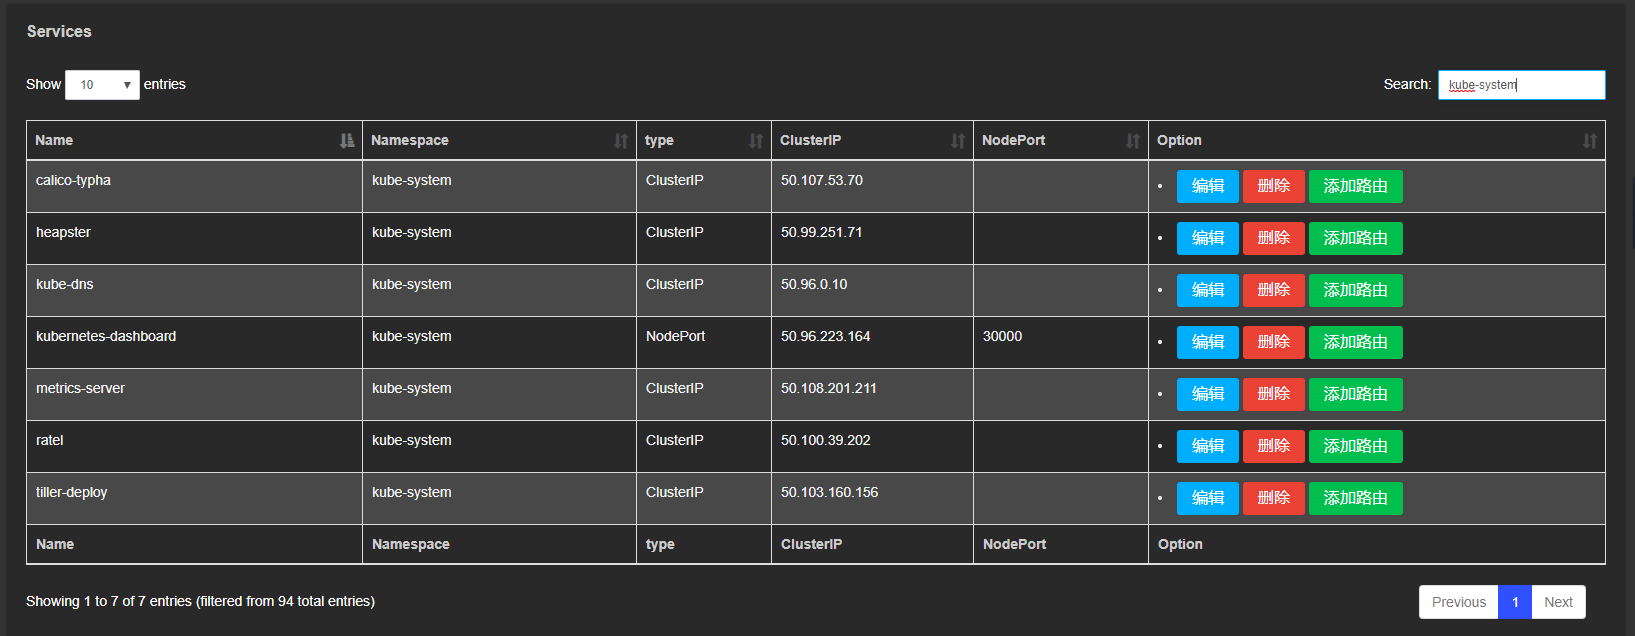 Services
Show 10 entries Search: kube-system
Name Namespace type ClusterIP NodePort Option
calico-typha kube-system ClusterIP 50.107.53.70 • 编辑 删除 添加路由
heapster kube-system ClusterIP 50.99.251.71 • 编辑 删除 添加路由
kube-dns kube-system ClusterIP 50.96.0.10 • 编辑 删除 添加路由
kubernetes-dashboard kube-system NodePort 50.96.223.164 30000 • 编辑 删除 添加路由
metrics-server kube-system ClusterIP 50.108.201.211 • 编辑 删除 添加路由
ratel kube-system ClusterIP 50.100.39.202 • 编辑 删除 添加路由
tiller-deploy kube-system ClusterIP 50.103.160.156 • 编辑 删除 添加路由
Name Namespace type ClusterIP NodePort Option
Showing 1 to 7 of 7 entries (filtered from 94 total entries) Previous 1 Next